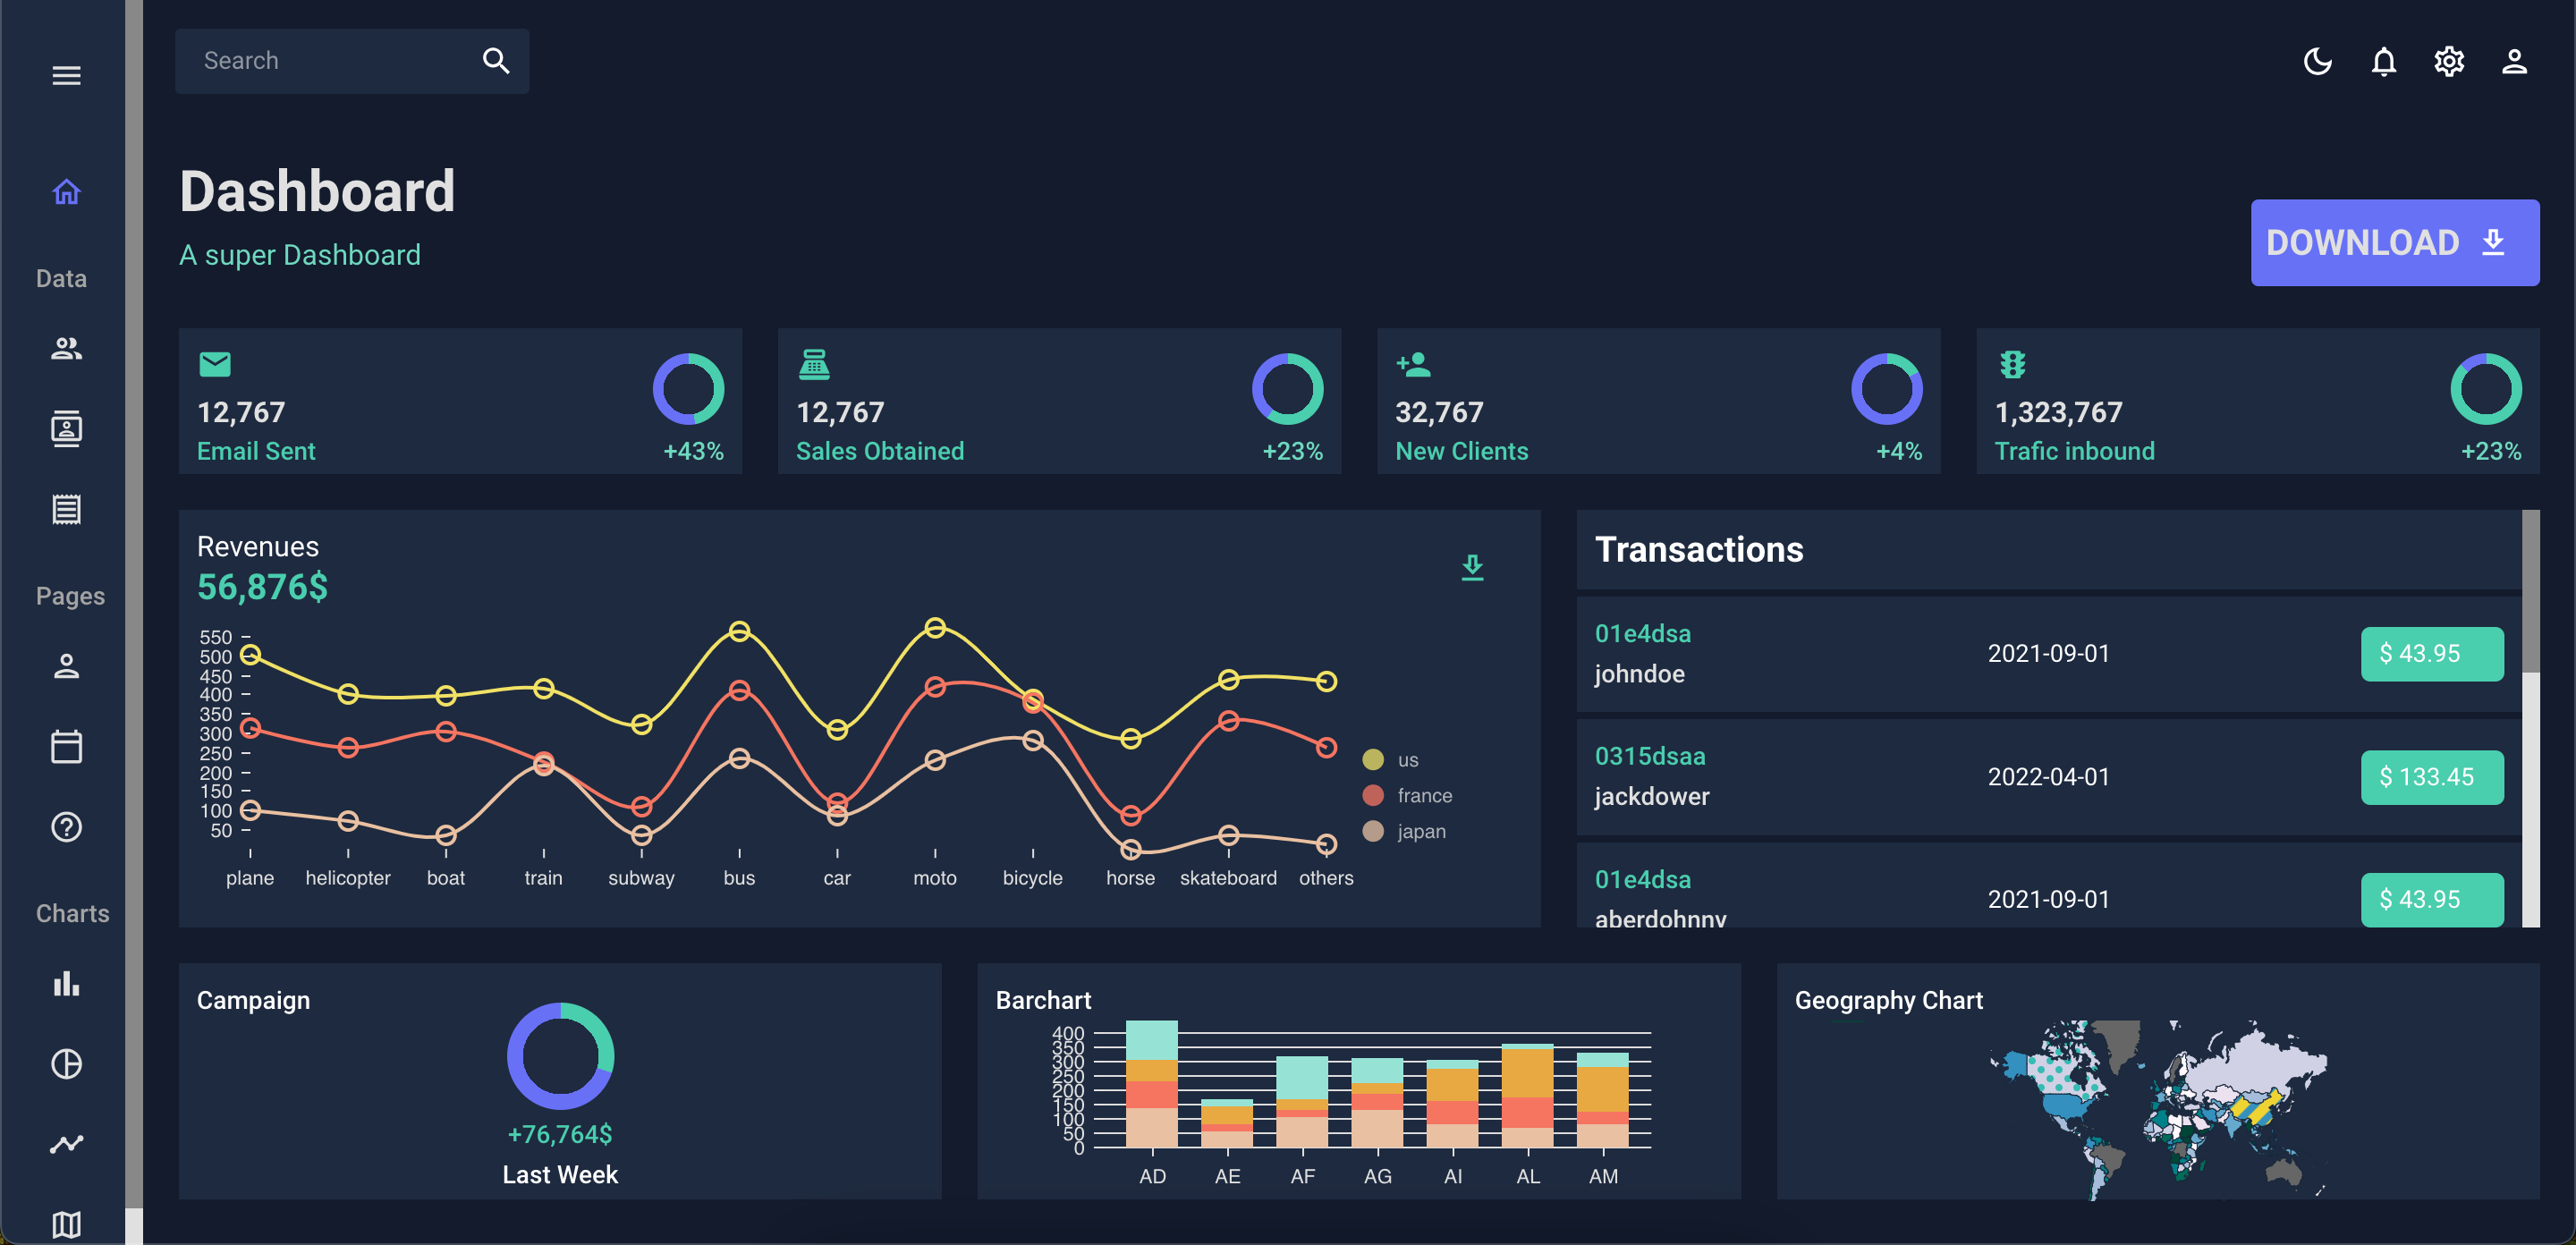 Search
Dashboard
A super Dashboard
DOWNLOAD
Data
Pages
Charts
12,767
Email Sent
+43%
12,767
Sales Obtained
+23%
32,767
New Clients
+4%
1,323,767
Trafic inbound
+23%
Revenues
56,876$
550
500
450
400
350
300
250
200
150
100
50
plane helicopter boat train subway bus car moto bicycle horse skateboard others
us
france
japan
Transactions
01e4dsa
johndoe
2021-09-01
$ 43.95
0315dsaa
jackdower
2022-04-01
$ 133.45
01e4dsa
aberdohnny
2021-09-01
$ 43.95
Campaign
+76,764$
Last Week
Barchart
400
350
300
250
200
150
100
50
0
AD AE AF AG AI AL AM
Geography Chart